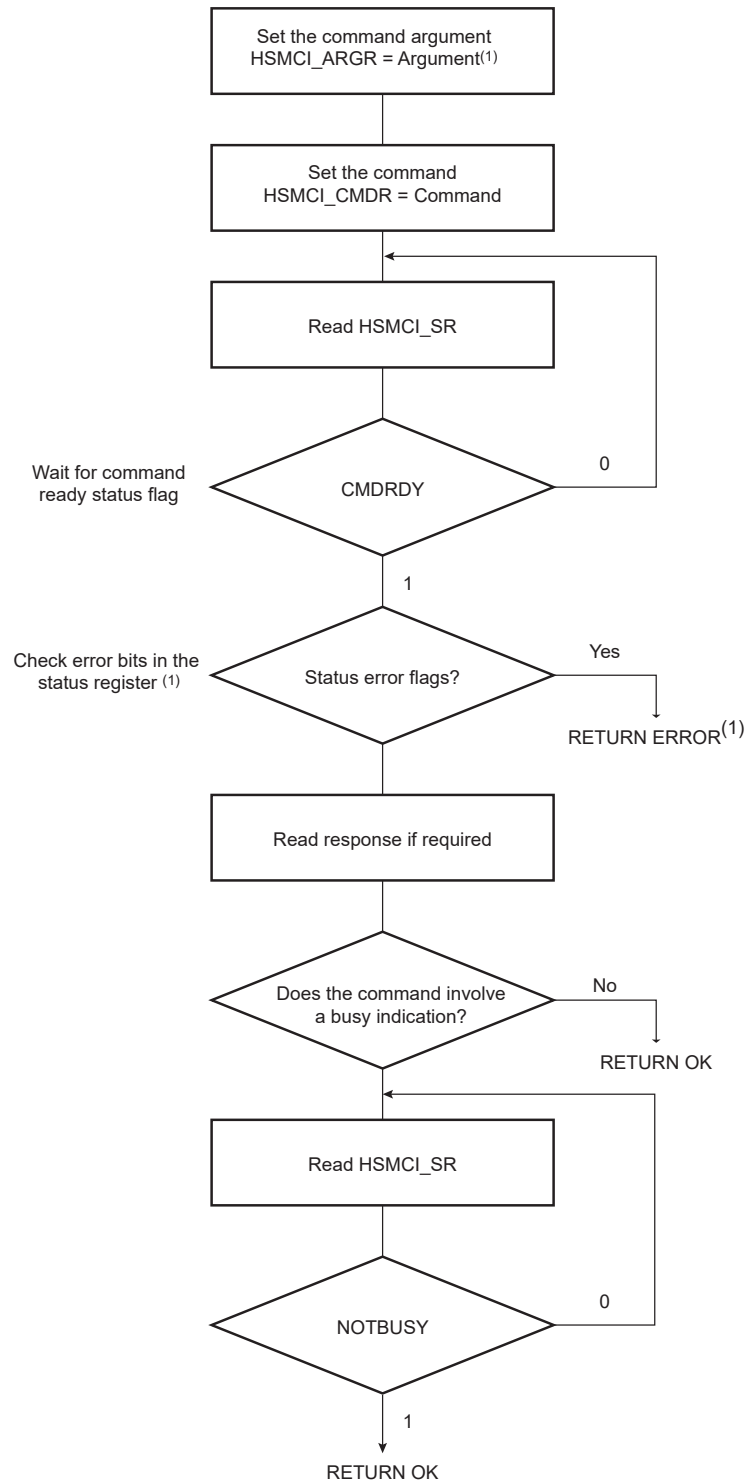 Set the command argument
HSMCI_ARGR = Argument(1)
Set the command
HSMCI_CMDR = Command
Read HSMCI_SR
Wait for command
ready status flag
CMDRDY
0
1
Check error bits in the
status register (1)
Status error flags?
Yes
RETURN ERROR(1)
Read response if required
Does the command involve
a busy indication?
No
RETURN OK
Read HSMCI_SR
NOTBUSY
0
1
RETURN OK